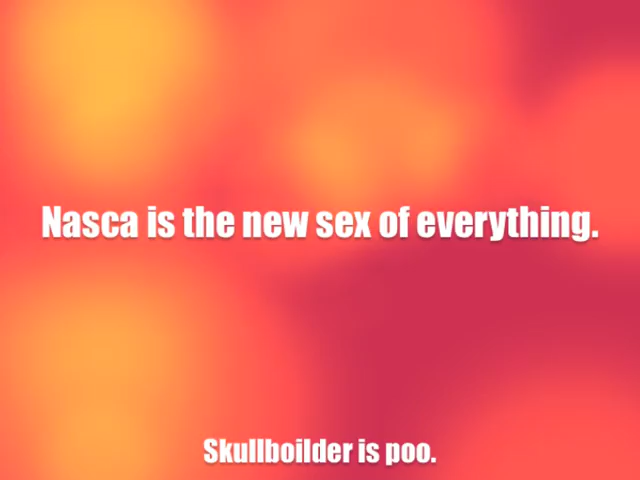 Nasca is the new sex of everything.
Skullboilder is poo.